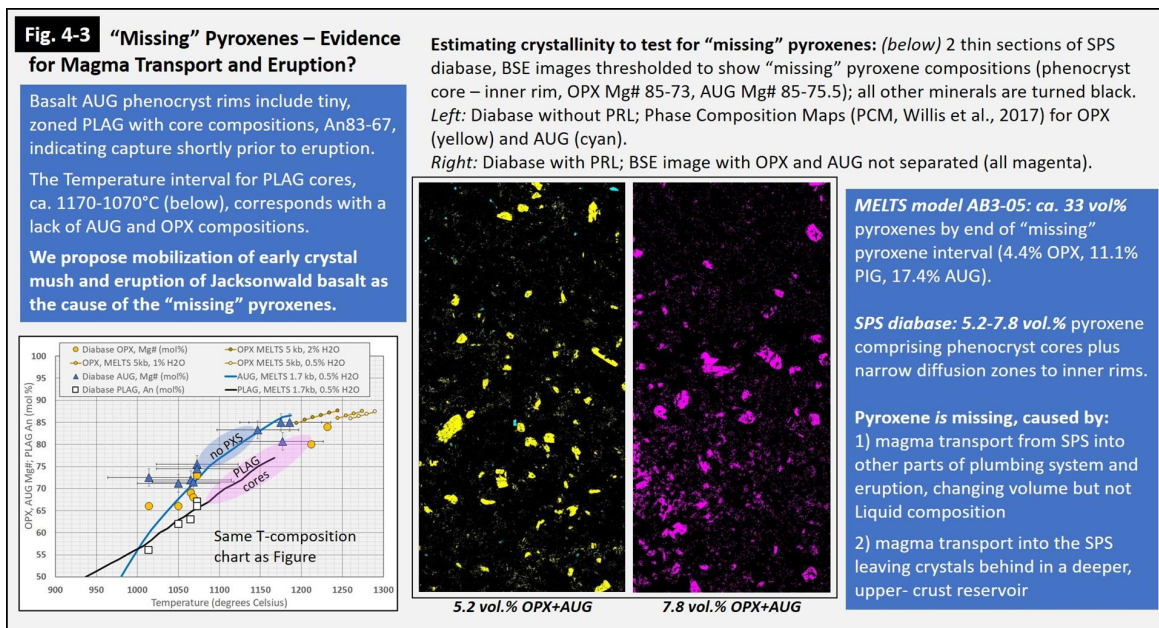 Fig. 4-3
"Missing" Pyroxenes – Evidence
for Magma Transport and Eruption?
Basalt AUG phenocryst rims include tiny,
zoned PLAG with core compositions, An83-67,
indicating capture shortly prior to eruption.
The Temperature interval for PLAG cores,
ca. 1170-1070°C (below), corresponds with a
lack of AUG and OPX compositions.
We propose mobilization of early crystal
mush and eruption of Jacksonwald basalt as
the cause of the "missing" pyroxenes.
OPX, AUG Mg#; PLAG An (mol %)
100
95
90
85
80
75
70
65
60
55
50
Diabase OPX, Mg# (mol%)
OPX MELTS 5 kb, 2% H2O
OPX, MELTS 5kb, 1% H2O
OPX MELTS 5kb, 0.5% H2O
Diabase AUG, Mg# (mol%)
AUG, MELTS 1.7 kb, 0.5% H2O
Diabase PLAG, An (mol%)
PLAG, MELTS 1.7kb, 0.5% H2O
no PXS
PLAG
cores
Same T-composition
chart as Figure
900
950
1000
1050
1100
1150
1200
1250
1300
Temperature (degrees Celsius)
Estimating crystallinity to test for "missing" pyroxenes: (below) 2 thin sections of SPS
diabase, BSE images thresholded to show "missing" pyroxene compositions (phenocryst
core – inner rim, OPX Mg# 85-73, AUG Mg# 85-75.5); all other minerals are turned black.
Left: Diabase without PRL; Phase Composition Maps (PCM, Willis et al., 2017) for OPX
(yellow) and AUG (cyan).
Right: Diabase with PRL; BSE image with OPX and AUG not separated (all magenta).
5.2 vol.% OPX+AUG
7.8 vol.% OPX+AUG
MELTS model AB3-05: ca. 33 vol%
pyroxenes by end of "missing"
pyroxene interval (4.4% OPX, 11.1%
PIG, 17.4% AUG).
SPS diabase: 5.2-7.8 vol.% pyroxene
comprising phenocryst cores plus
narrow diffusion zones to inner rims.
Pyroxene is missing, caused by:
1) magma transport from SPS into
other parts of plumbing system and
eruption, changing volume but not
Liquid composition
2) magma transport into the SPS
leaving crystals behind in a deeper,
upper- crust reservoir